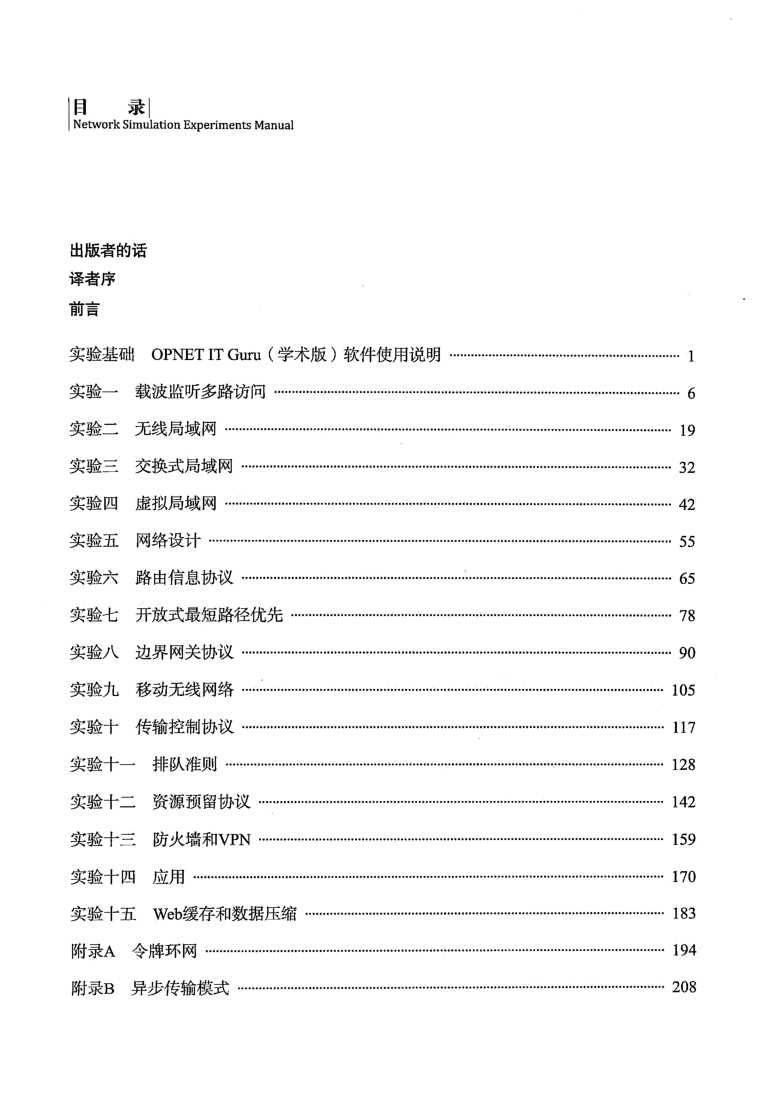 目 录
Network Simulation Experiments Manual
出版者的话
译者序
前言
实验基础 OPNET IT Guru（学术版）软件使用说明 …… 1
实验一 载波监听多路访问 …… 6
实验二 无线局域网 …… 19
实验三 交换式局域网 …… 32
实验四 虚拟局域网 …… 42
实验五 网络设计 …… 55
实验六 路由信息协议 …… 65
实验七 开放式最短路径优先 …… 78
实验八 边界网关协议 …… 90
实验九 移动无线网络 …… 105
实验十 传输控制协议 …… 117
实验十一 排队准则 …… 128
实验十二 资源预留协议 …… 142
实验十三 防火墙和VPN …… 159
实验十四 应用 …… 170
实验十五 Web缓存和数据压缩 …… 183
附录A 令牌环网 …… 194
附录B 异步传输模式 …… 208